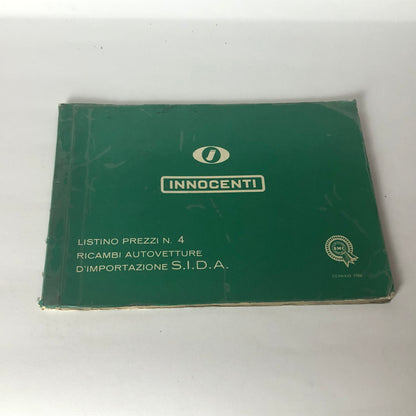 INNOCENTI
LISTINO PREZZI N. 4
RICAMBI AUTOVETTURE
D'IMPORTAZIONE S.I.D.A.